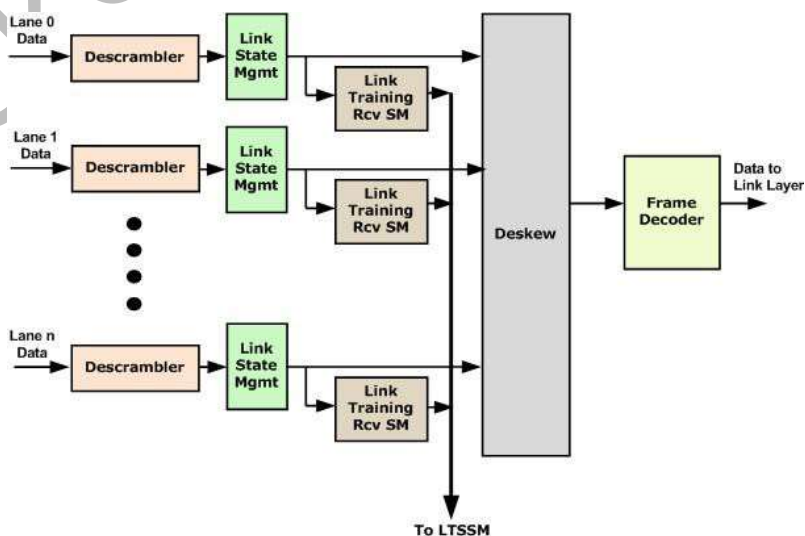 Lane 0
Data
Descrambler
Link
State
Mgmt
Link
Training
Rcv SM
Lane 1
Data
Descrambler
Link
State
Mgmt
Link
Training
Rcv SM
Deskew
Frame
Decoder
Data to
Link Layer
Lane n
Data
Descrambler
Link
State
Mgmt
Link
Training
Rcv SM
To LTSSM